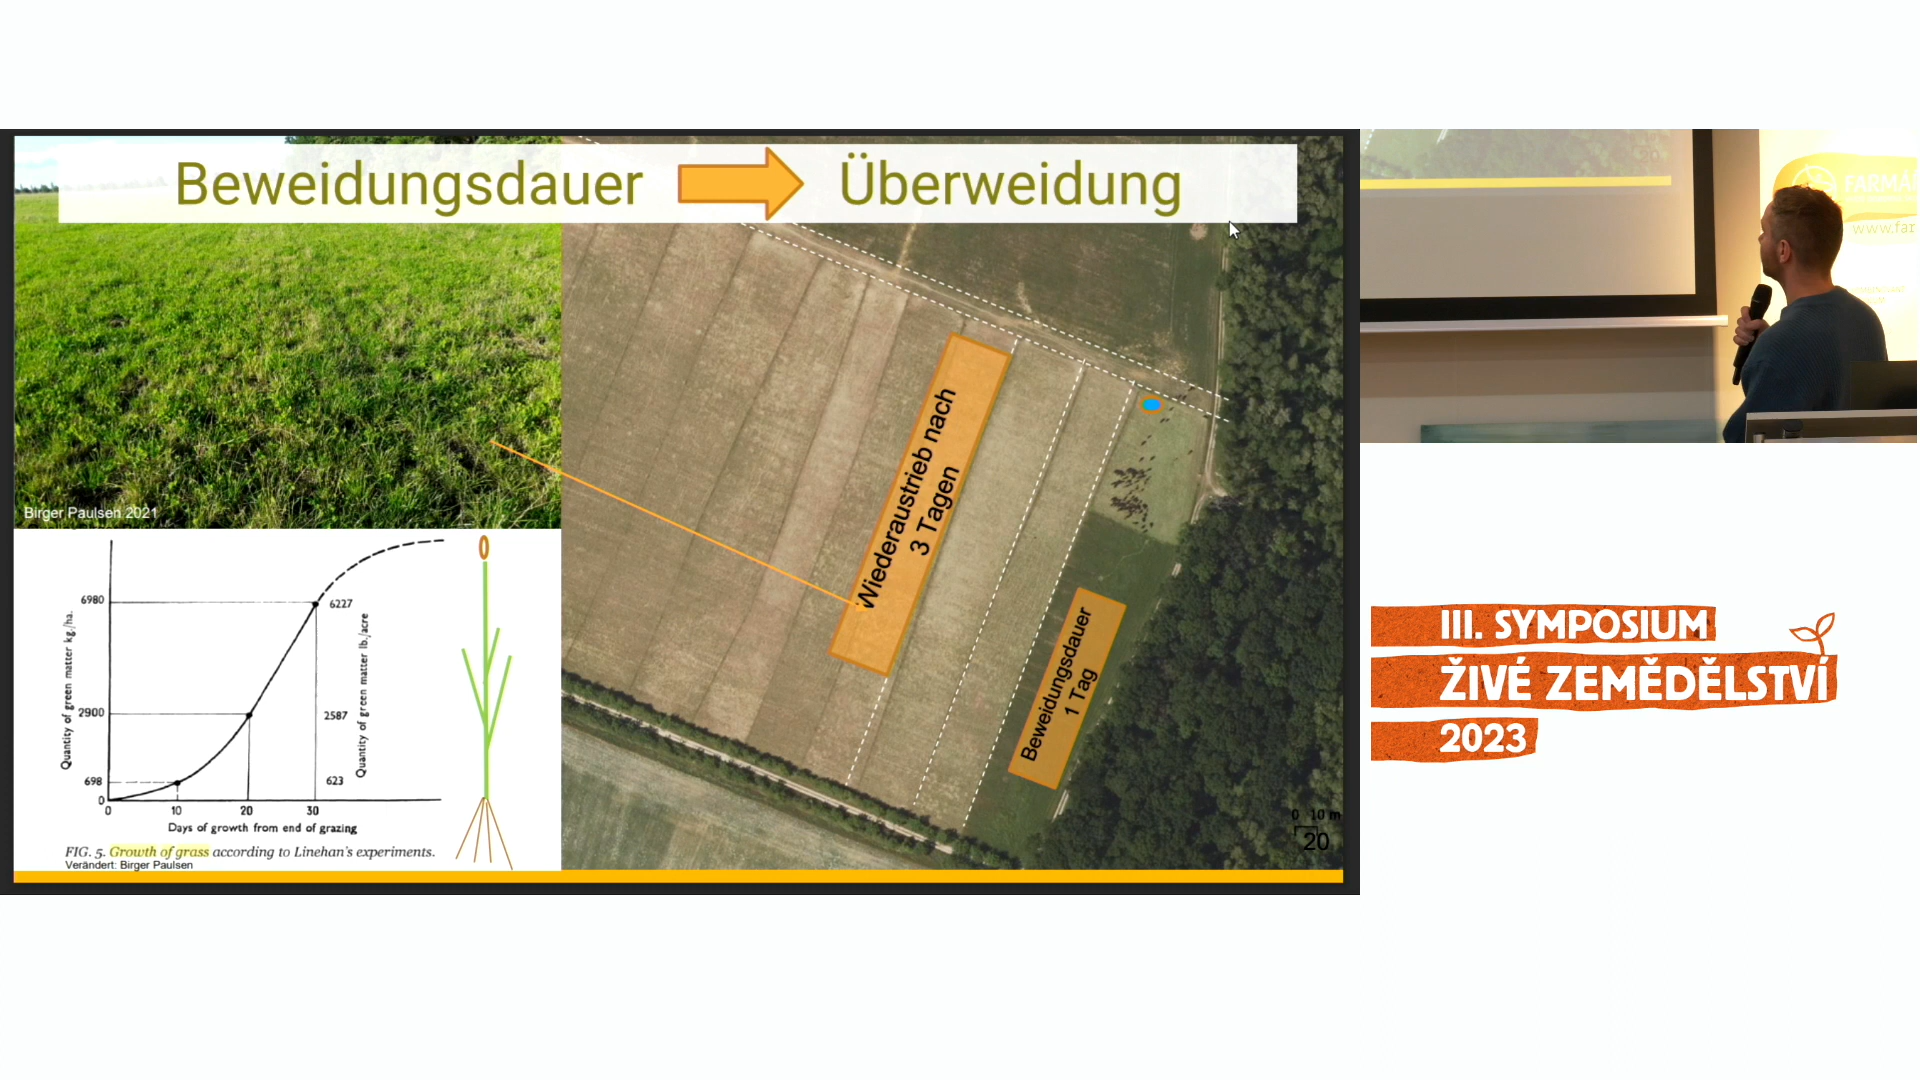 Beweidungsdauer
Überweidung
Birger Paulsen 2021
Wiederaustrieb nach
3 Tagen
Beweidungsdauer
1 Tag
0 10 m
20
Quantity of green matter kg./ha.
6980
2900
698
0
6227
2587
623
Quantity of green matter lb./acre
0 10 20 30
Days of growth from end of grazing
FIG. 5. Growth of grass according to Linehan's experiments.
Verändert: Birger Paulsen
www.far
III. SYMPOSIUM
ŽIVÉ ZEMĚDĚLSTVÍ
2023